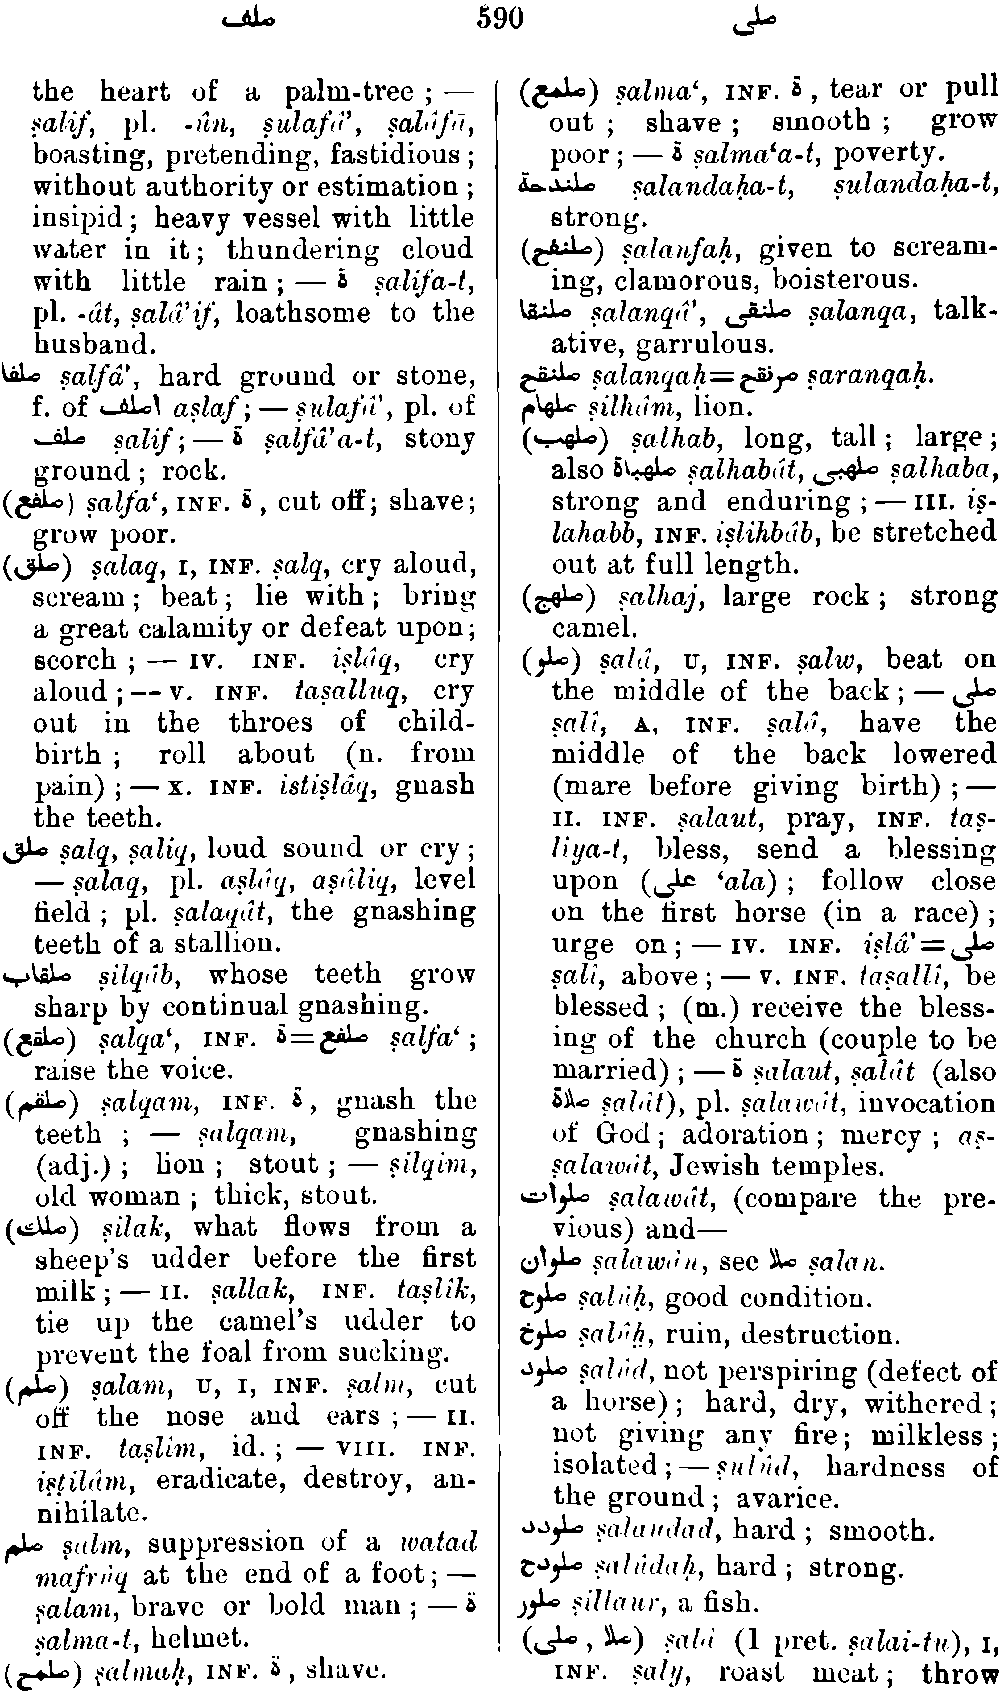 صلف 590 صلى
the heart of a palm-tree ; —
ṣalif, pl. -ûn, ṣulafâ’, ṣalâfä,
boasting, pretending, fastidious ;
without authority or estimation ;
insipid ; heavy vessel with little
water in it ; thundering cloud
with little rain ; — ة ṣalifa-t,
pl. -ât, ṣalâ’if, loathsome to the
husband.
صلفا ṣalfâ’, hard ground or stone,
f. of اصلف aṣlaf ; — ṣulafâ’, pl. of
صلف ṣalif ; — ة ṣalfâ’a-t, stony
ground ; rock.
(صلفع) ṣalfa‘, INF. ة , cut off ; shave ;
grow poor.
(صلق) ṣalaq, I, INF. ṣalq, cry aloud,
scream ; beat ; lie with ; bring
a great calamity or defeat upon ;
scorch ; — IV. INF. iṣlâq, cry
aloud ; — V. INF. taṣalluq, cry
out in the throes of child-
birth ; roll about (n. from
pain) ; — X. INF. istiṣlâq, gnash
the teeth.
صلق ṣalq, ṣaliq, loud sound or cry ;
— ṣalaq, pl. aṣlâq, aṣâliq, level
field ; pl. ṣalaqât, the gnashing
teeth of a stallion.
صلقاب ṣilqâb, whose teeth grow
sharp by continual gnashing.
(صلقع) ṣalqa‘, INF. ة=صلفع ṣalfa‘ ;
raise the voice.
(صلقم) ṣalqam, INF. ة , gnash the
teeth ; — ṣalqam, gnashing
(adj.) ; lion ; stout ; — ṣilqim,
old woman ; thick, stout.
(صلك) ṣilak, what flows from a
sheep’s udder before the first
milk ; — II. ṣallak, INF. taṣlîk,
tie up the camel’s udder to
prevent the foal from sucking.
(صلم) ṣalam, U, I, INF. ṣalm, cut
off the nose and ears ; — II.
INF. taṣlîm, id. ; — VIII. INF.
iṣṭilâm, eradicate, destroy, an-
nihilate.
صلم ṣalm, suppression of a watad
mafrûq at the end of a foot ; —
ṣalam, brave or bold man ; — ة
ṣalma-t, helmet.
(صلمح) ṣalmaḥ, INF. ة , shave.
(صلمع) ṣalma‘, INF. ة , tear or pull
out ; shave ; smooth ; grow
poor ; — ة ṣalma‘a-t, poverty.
صلندحة ṣalandaḥa-t, ṣulandaḥa-t,
strong.
(صلنفح) ṣalanfaḥ, given to scream-
ing, clamorous, boisterous.
صلنقا ṣalanqâ’, صلنقى ṣalanqa, talk-
ative, garrulous.
صلنقح ṣalanqaḥ=صرنقح ṣaranqaḥ.
صلهام ṣilhâm, lion.
(صلهب) ṣalhab, long, tall ; large ;
also صلهباة ṣalhabât, صلهبى ṣalhaba,
strong and enduring ; — III. iṣ-
lahabb, INF. iṣlihbâb, be stretched
out at full length.
(صلهج) ṣalhaj, large rock ; strong
camel.
(صلو) ṣalâ, U, INF. ṣalw, beat on
the middle of the back ; — صلى
ṣalî, A, INF. ṣalâ, have the
middle of the back lowered
(mare before giving birth) ; —
II. INF. ṣalaut, pray, INF. taṣ-
liya-t, bless, send a blessing
upon (على ‘ala) ; follow close
on the first horse (in a race) ;
urge on ; — IV. INF. iṣlâ’=صلى
ṣalî, above ; — V. INF. taṣallî, be
blessed ; (m.) receive the bless-
ing of the church (couple to be
married) ; — ة ṣalaut, ṣalât (also
صلاة ṣalât), pl. ṣalawât, invocation
of God ; adoration ; mercy ; aṣ-
ṣalawât, Jewish temples.
صلوات ṣalawât, (compare the pre-
vious) and—
صلوان ṣalawân, see صلا ṣalan.
صلوح ṣalûḥ, good condition.
صلوخ ṣalûḫ, ruin, destruction.
صلود ṣalûd, not perspiring (defect of
a horse) ; hard, dry, withered ;
not giving any fire ; milkless ;
isolated ; — ṣulûd, hardness of
the ground ; avarice.
صلودد ṣalaudad, hard ; smooth.
صلودح ṣalûdaḥ, hard ; strong.
صلور ṣillaur, a fish.
(صلى , صلا) ṣalâ (1 pret. ṣalai-tu), I,
INF. ṣaly, roast meat ; throw